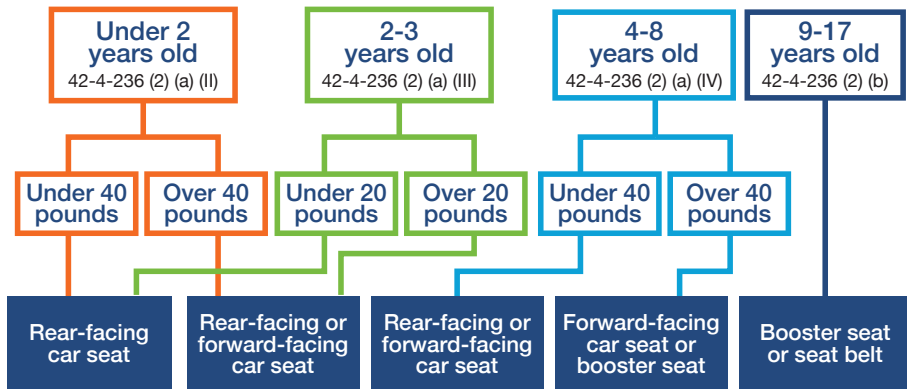 Under 2
years old
42-4-236 (2) (a) (II)
2-3
years old
42-4-236 (2) (a) (III)
4-8
years old
42-4-236 (2) (a) (IV)
9-17
years old
42-4-236 (2) (b)
Under 40
pounds
Over 40
pounds
Under 20
pounds
Over 20
pounds
Under 40
pounds
Over 40
pounds
Rear-facing
car seat
Rear-facing or
forward-facing
car seat
Rear-facing or
forward-facing
car seat
Forward-facing
car seat or
booster seat
Booster seat
or seat belt